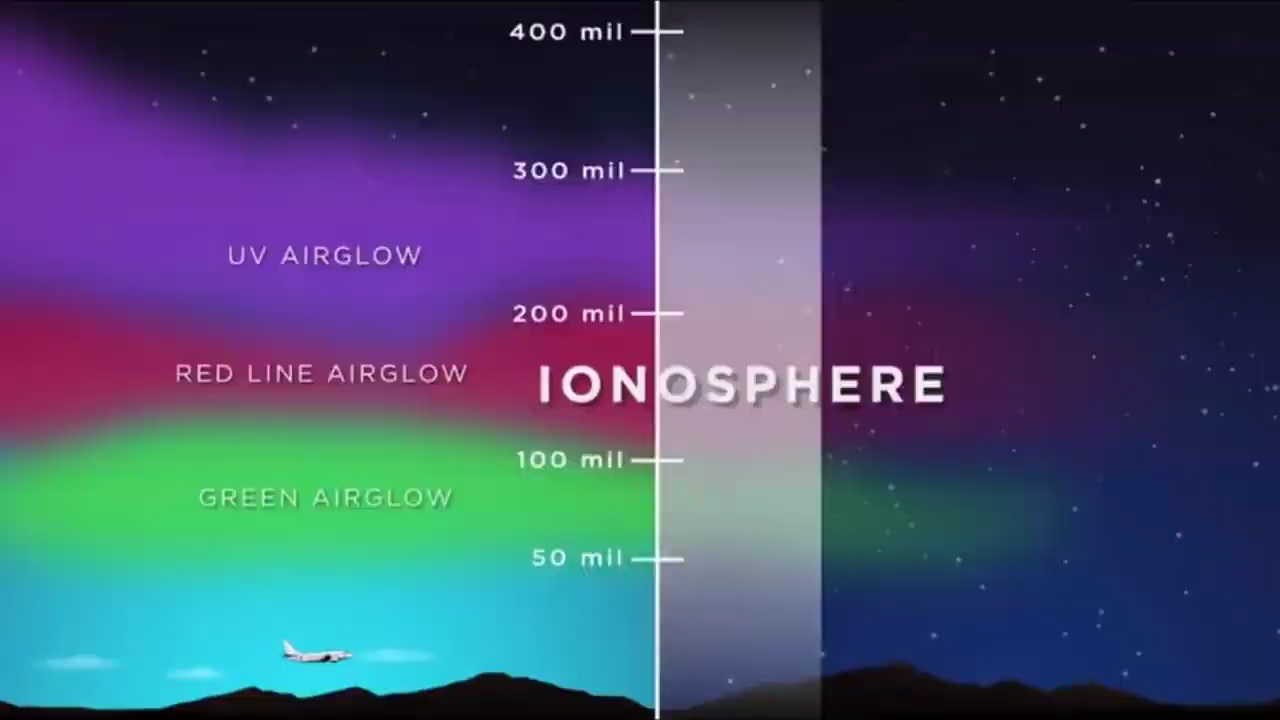 400 mil
300 mil
UV AIRGLOW
200 mil
RED LINE AIRGLOW
IONOSPHERE
100 mil
GREEN AIRGLOW
50 mil